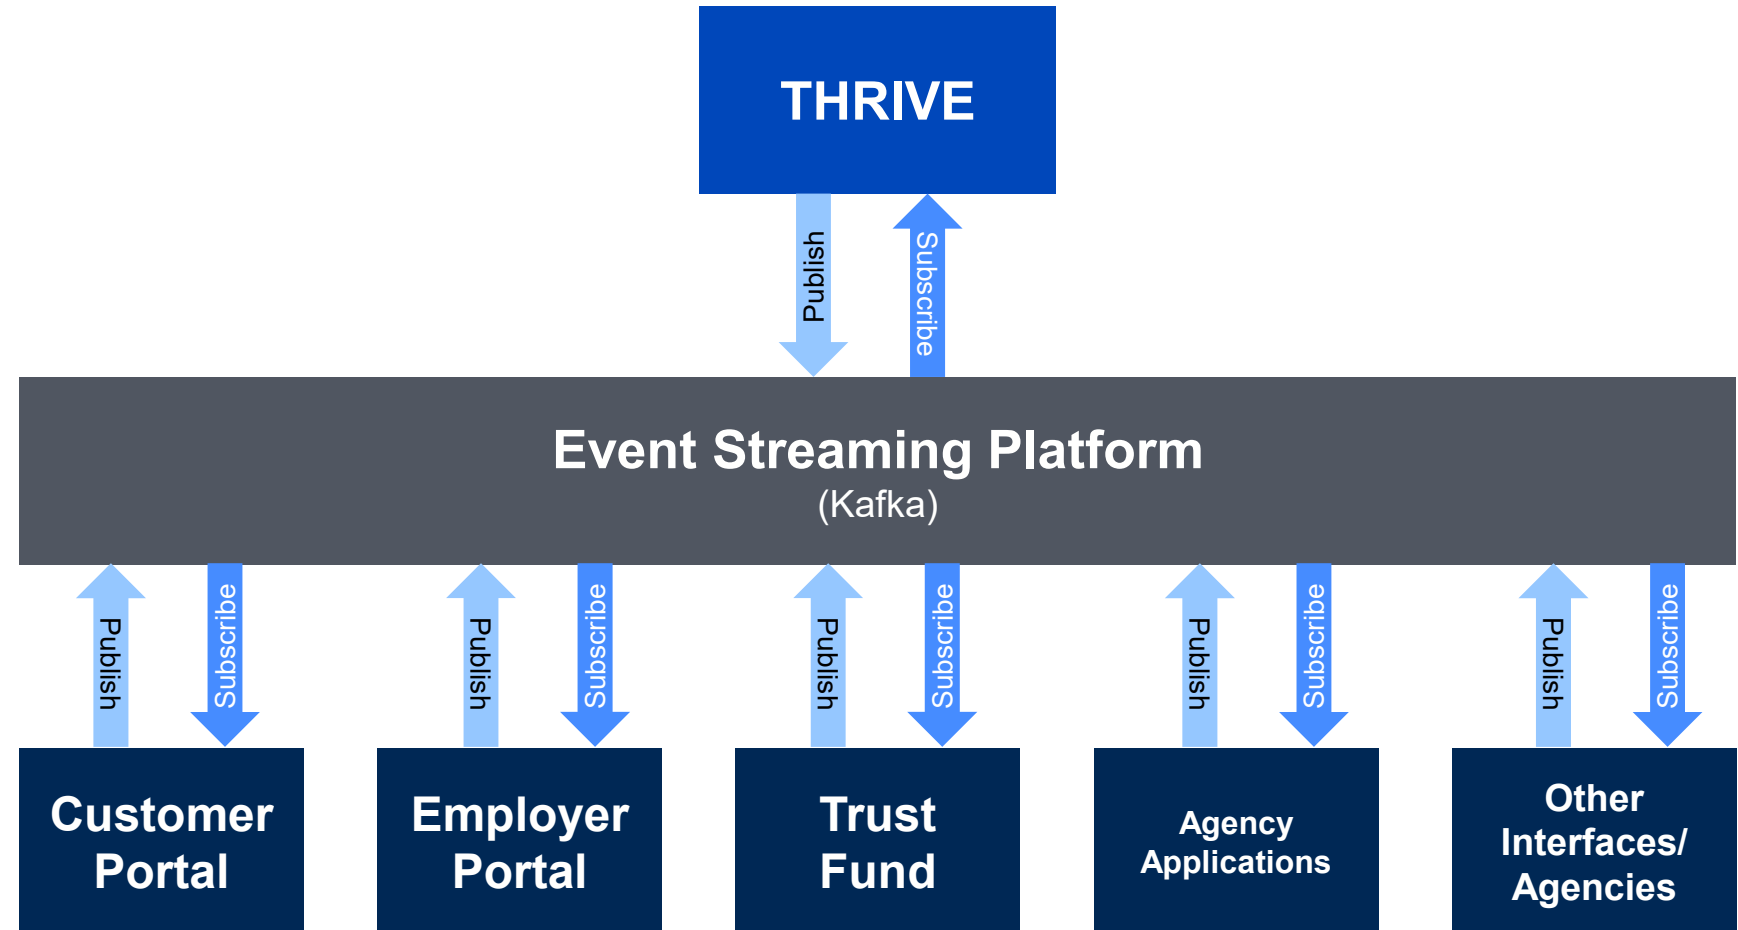 THRIVE
Publish
Subscribe
Event Streaming Platform
(Kafka)
Publish
Subscribe
Publish
Subscribe
Publish
Subscribe
Publish
Subscribe
Publish
Subscribe
Customer
Portal
Employer
Portal
Trust
Fund
Agency
Applications
Other
Interfaces/
Agencies